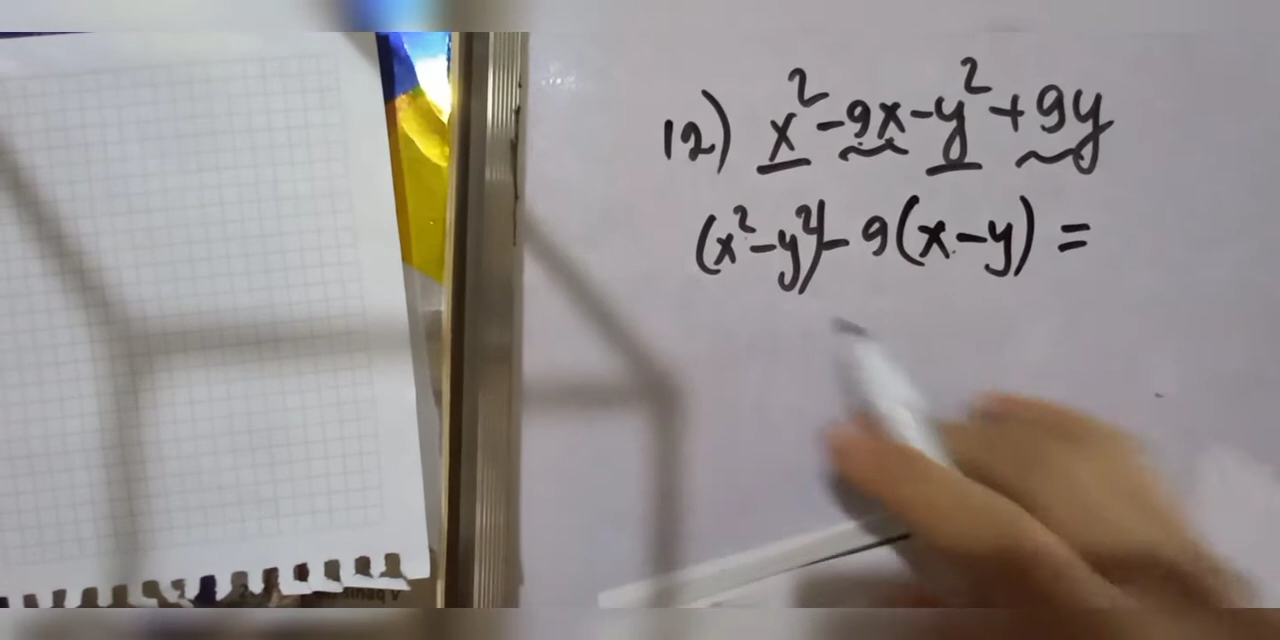 12) x² - 9x - y² + 9y
(x² - y²) - 9(x - y) =